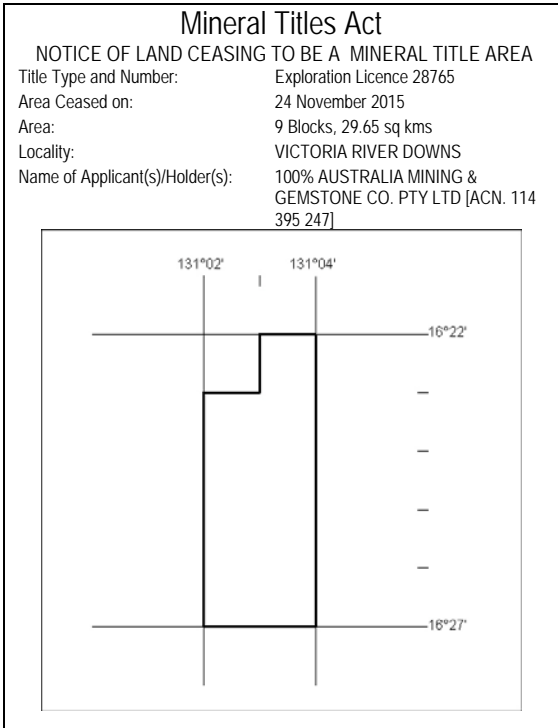 Mineral Titles Act
NOTICE OF LAND CEASING TO BE A MINERAL TITLE AREA
Title Type and Number: Exploration Licence 28765
Area Ceased on: 24 November 2015
Area: 9 Blocks, 29.65 sq kms
Locality: VICTORIA RIVER DOWNS
Name of Applicant(s)/Holder(s): 100% AUSTRALIA MINING &
GEMSTONE CO. PTY LTD [ACN. 114
395 247]
131°02' 131°04'
16°22'
16°27'